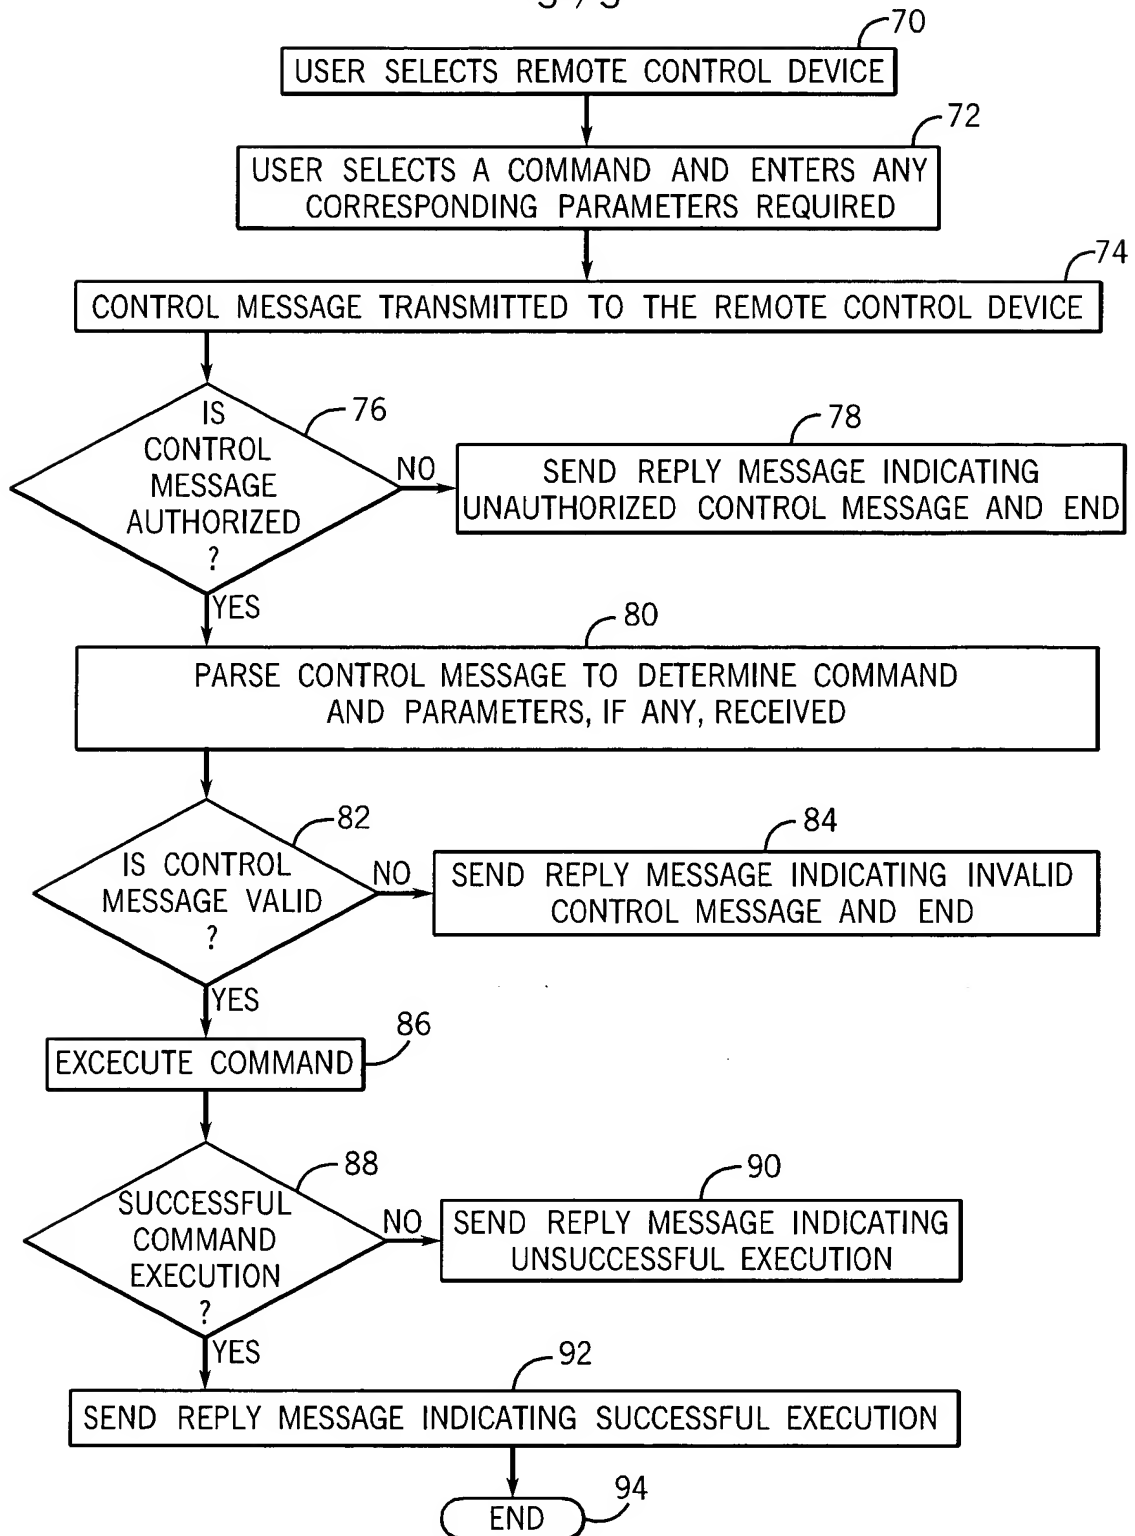 70
USER SELECTS REMOTE CONTROL DEVICE
72
USER SELECTS A COMMAND AND ENTERS ANY
CORRESPONDING PARAMETERS REQUIRED
74
CONTROL MESSAGE TRANSMITTED TO THE REMOTE CONTROL DEVICE
76
IS
CONTROL
MESSAGE
AUTHORIZED
?
NO
78
SEND REPLY MESSAGE INDICATING
UNAUTHORIZED CONTROL MESSAGE AND END
YES
80
PARSE CONTROL MESSAGE TO DETERMINE COMMAND
AND PARAMETERS, IF ANY, RECEIVED
82
IS CONTROL
MESSAGE VALID
?
NO
84
SEND REPLY MESSAGE INDICATING INVALID
CONTROL MESSAGE AND END
YES
86
EXCECUTE COMMAND
88
SUCCESSFUL
COMMAND
EXECUTION
?
NO
90
SEND REPLY MESSAGE INDICATING
UNSUCCESSFUL EXECUTION
YES
92
SEND REPLY MESSAGE INDICATING SUCCESSFUL EXECUTION
94
END